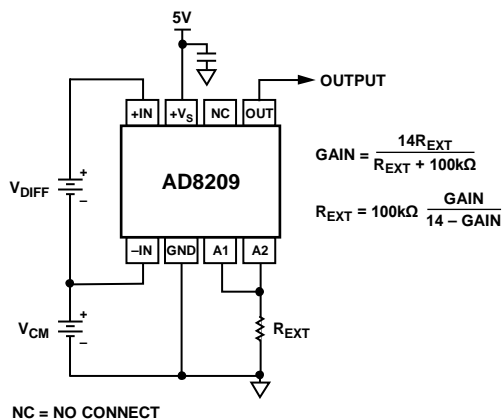 5V
OUTPUT
+IN
+VS
NC
OUT
GAIN = 14REXT / REXT + 100kΩ
VDIFF
+
–
AD8209
REXT = 100kΩ GAIN / 14 – GAIN
–IN
GND
A1
A2
VCM
+
–
REXT
NC = NO CONNECT